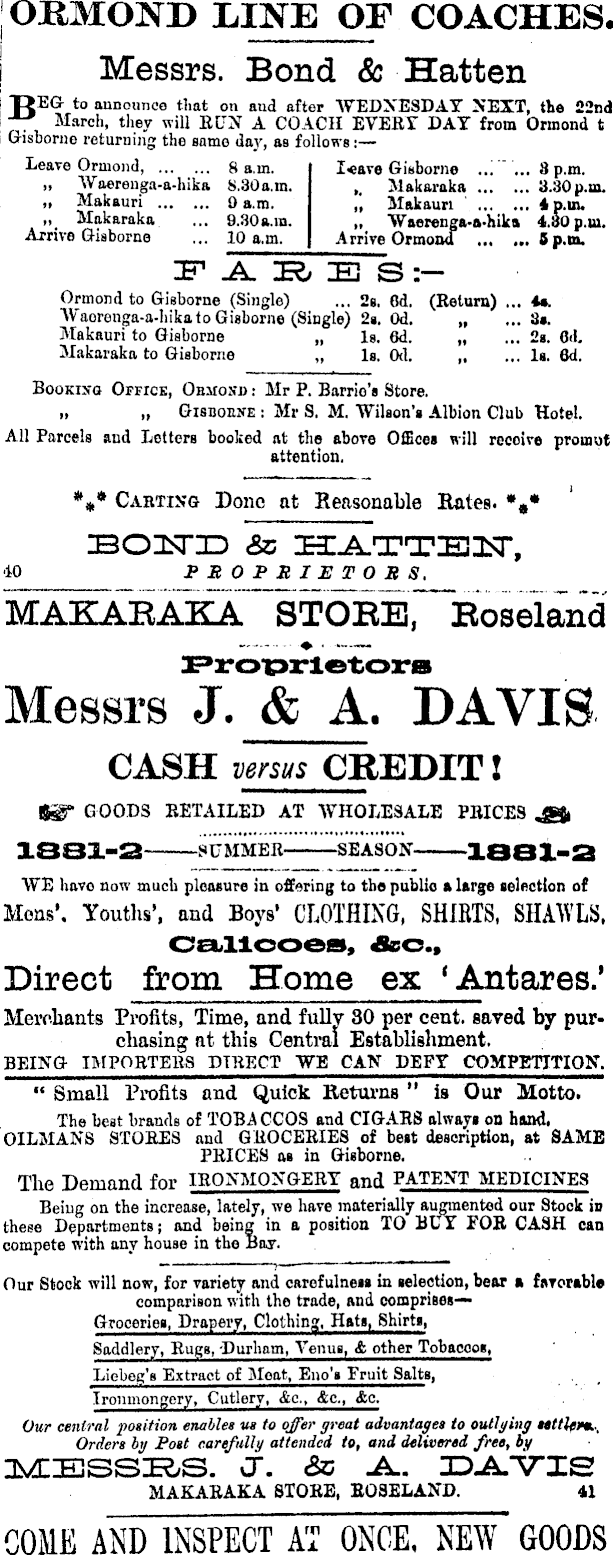 ORMOND LINE OF COACHES.
Messrs. Bond & Hatten
BEG to announce that on and after WEDNESDAY NEXT, the 22nd
March, they will RUN A COACH EVERY DAY from Ormond t
Gisborne returning the same day, as follows:—
Leave Ormond, ... ... 8 a.m.
„ Waerenga-a-hika 8.30a.m.
„ Makauri ... ... 9 a.m.
„ Makaraka ... 9.30a.m.
Arrive Gisborne ... 10 a.m.
Leave Gisborne ... ... 3 p.m.
„ Makaraka ... ... 3.30 p.m.
„ Makauri ... ... 4 p.m.
„ Waerenga-a-hika 4.30 p.m.
Arrive Ormond ... ... 5 p.m.
FARES:—
Ormond to Gisborne (Single) ... 2s. 6d. (Return) ... 4s.
Waerenga-a-hika to Gisborne (Single) 2s. 0d. „ ... 3s.
Makauri to Gisborne „ 1s. 6d. „ ... 2s. 6d.
Makaraka to Gisborne „ 1s. 0d. „ ... 1s. 6d.
BOOKING OFFICE, ORMOND: Mr P. Barrie's Store.
„ „ GISBORNE: Mr S. M. Wilson's Albion Club Hotel.
All Parcels and Letters booked at the above Offices will receive prompt
attention.
*** CARTING Done at Reasonable Rates. ***
BOND & HATTEN,
40 PROPRIETORS.
MAKARAKA STORE, Roseland
Proprietors
Messrs J. & A. DAVIS
CASH versus CREDIT!
GOODS RETAILED AT WHOLESALE PRICES
1881-2——SUMMER——SEASON——1881-2
WE have now much pleasure in offering to the public a large selection of
Mens', Youths', and Boys' CLOTHING, SHIRTS, SHAWLS,
Calicoes, &c.,
Direct from Home ex 'Antares.'
Merchants Profits, Time, and fully 30 per cent. saved by pur-
chasing at this Central Establishment.
BEING IMPORTERS DIRECT WE CAN DEFY COMPETITION.
" Small Profits and Quick Returns " is Our Motto.
The best brands of TOBACCOS and CIGARS always on hand,
OILMANS STORES and GROCERIES of best description, at SAME
PRICES as in Gisborne.
The Demand for IRONMONGERY and PATENT MEDICINES
Being on the increase, lately, we have materially augmented our Stock in
these Departments; and being in a position TO BUY FOR CASH can
compete with any house in the Bay.
Our Stock will now, for variety and carefulness in selection, bear a favorable
comparison with the trade, and comprises—
Groceries, Drapery, Clothing, Hats, Shirts,
Saddlery, Rugs, Durham, Venus, & other Tobaccos,
Liebeg's Extract of Meat, Eno's Fruit Salts,
Ironmongery, Cutlery, &c., &c., &c.
Our central position enables us to offer great advantages to outlying settlers.
Orders by Post carefully attended to, and delivered free, by
MESSRS. J. & A. DAVIS
MAKARAKA STORE, ROSELAND. 41
COME AND INSPECT AT ONCE, NEW GOODS